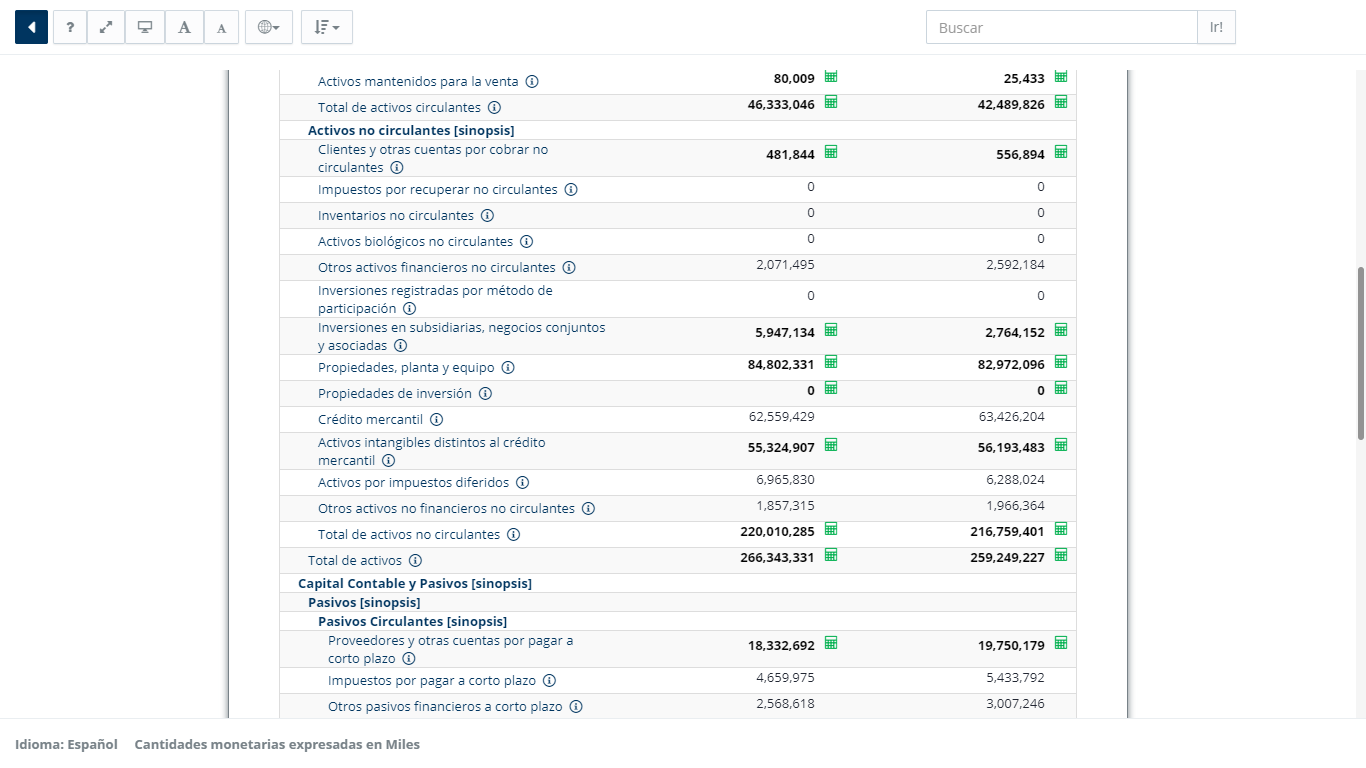 ?
A
A
Buscar
Ir!
Activos mantenidos para la venta 80,009 25,433
Total de activos circulantes 46,333,046 42,489,826
Activos no circulantes [sinopsis]
Clientes y otras cuentas por cobrar no
circulantes 481,844 556,894
Impuestos por recuperar no circulantes 0 0
Inventarios no circulantes 0 0
Activos biológicos no circulantes 0 0
Otros activos financieros no circulantes 2,071,495 2,592,184
Inversiones registradas por método de
participación 0 0
Inversiones en subsidiarias, negocios conjuntos
y asociadas 5,947,134 2,764,152
Propiedades, planta y equipo 84,802,331 82,972,096
Propiedades de inversión 0 0
Crédito mercantil 62,559,429 63,426,204
Activos intangibles distintos al crédito
mercantil 55,324,907 56,193,483
Activos por impuestos diferidos 6,965,830 6,288,024
Otros activos no financieros no circulantes 1,857,315 1,966,364
Total de activos no circulantes 220,010,285 216,759,401
Total de activos 266,343,331 259,249,227
Capital Contable y Pasivos [sinopsis]
Pasivos [sinopsis]
Pasivos Circulantes [sinopsis]
Proveedores y otras cuentas por pagar a
corto plazo 18,332,692 19,750,179
Impuestos por pagar a corto plazo 4,659,975 5,433,792
Otros pasivos financieros a corto plazo 2,568,618 3,007,246
Idioma: Español Cantidades monetarias expresadas en Miles